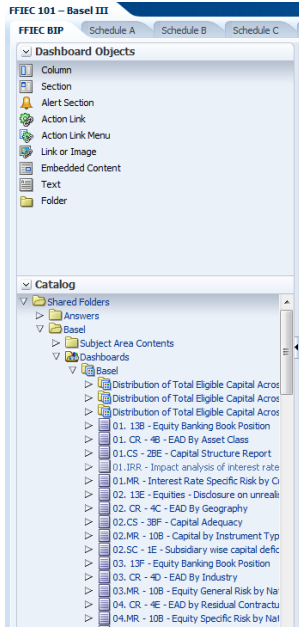 FFIEC 101 – Basel III
FFIEC BIP Schedule A Schedule B Schedule C
Dashboard Objects
Column
Section
Alert Section
Action Link
Action Link Menu
Link or Image
Embedded Content
Text
Folder
Catalog
Shared Folders
Answers
Basel
Subject Area Contents
Dashboards
Basel
Distribution of Total Eligible Capital Acros
Distribution of Total Eligible Capital Acros
Distribution of Total Eligible Capital Acros
01. 13B - Equity Banking Book Position
01. CR - 4B - EAD By Asset Class
01.CS - 2BE - Capital Structure Report
01.IRR - Impact analysis of interest rate
01.MR - Interest Rate Specific Risk by C
02. 13E - Equities - Disclosure on unreali
02. CR - 4C - EAD By Geography
02.CS - 3BF - Capital Adequacy
02.MR - 10B - Capital by Instrument Typ
02.SC - 1E - Subsidiary wise capital defic
03. 13F - Equity Banking Book Position
03. CR - 4D - EAD By Industry
03.MR - 10B - Equity General Risk by Na
04. CR - 4E - EAD by Residual Contractu
04.MR - 10B - Equity Specific Risk by Nat